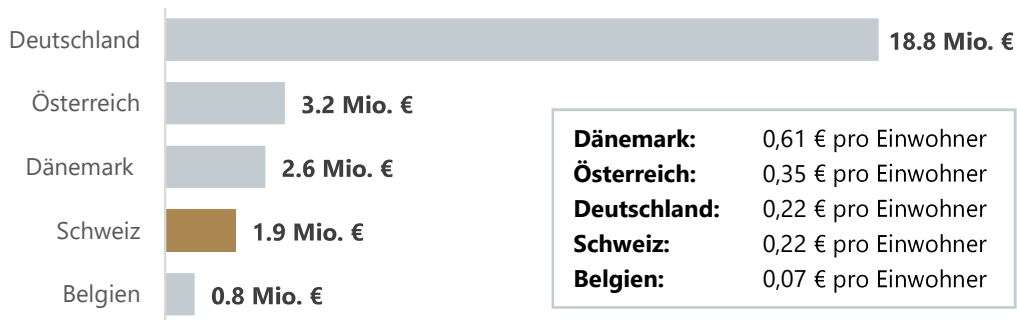 Deutschland 18.8 Mio. €
Österreich 3.2 Mio. €
Dänemark 2.6 Mio. €
Schweiz 1.9 Mio. €
Belgien 0.8 Mio. €
Dänemark: 0,61 € pro Einwohner
Österreich: 0,35 € pro Einwohner
Deutschland: 0,22 € pro Einwohner
Schweiz: 0,22 € pro Einwohner
Belgien: 0,07 € pro Einwohner